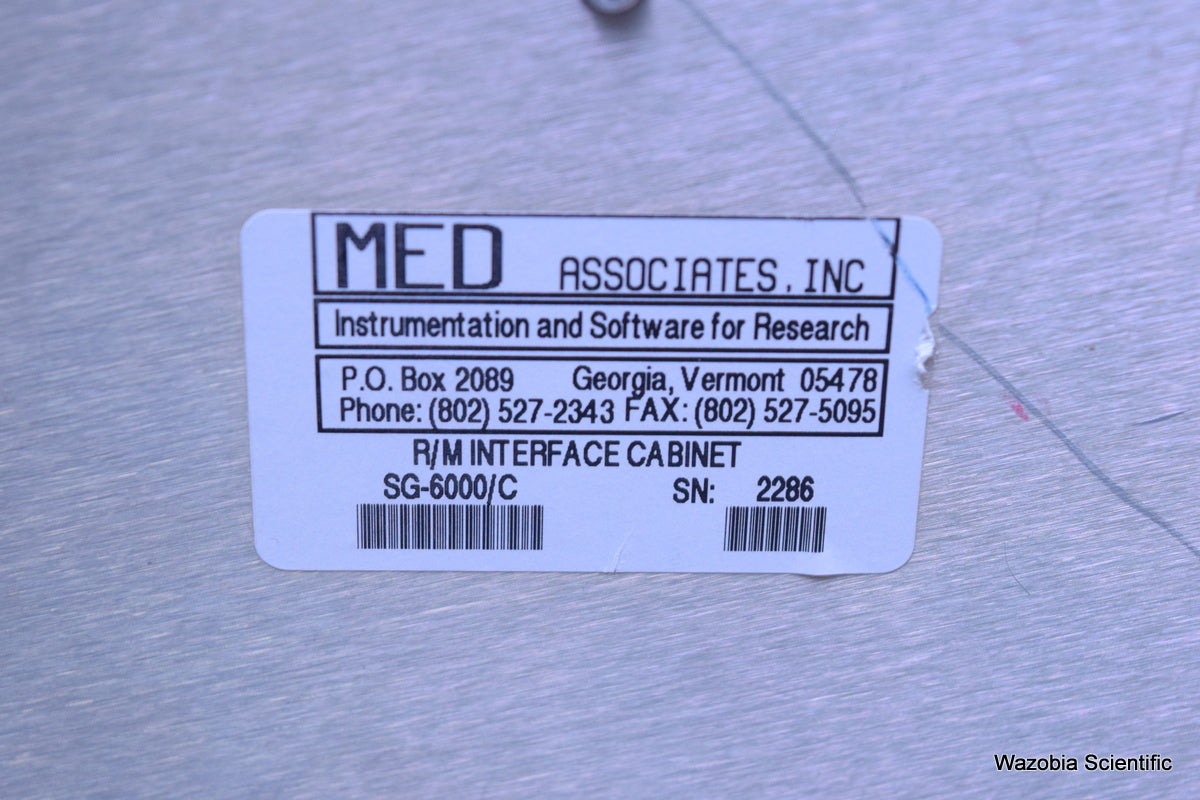 MED ASSOCIATES, INC
Instrumentation and Software for Research
P.O. Box 2089 Georgia, Vermont 05478
Phone: (802) 527-2343 FAX: (802) 527-5095
R/M INTERFACE CABINET
SG-6000/C SN: 2286
Wazobia Scientific